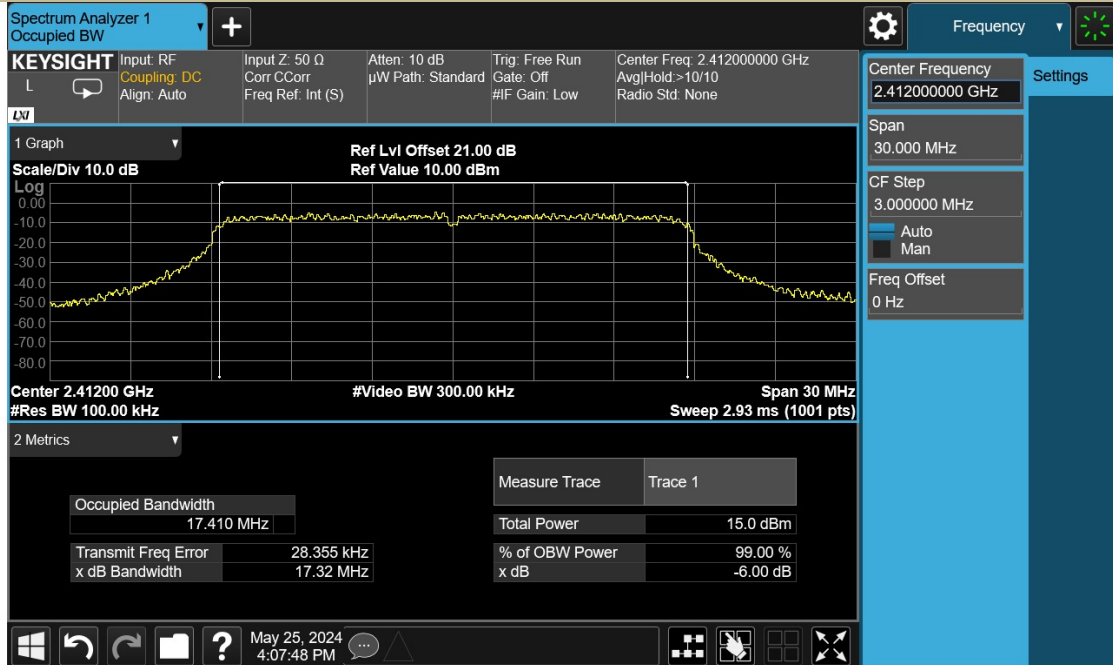 Spectrum Analyzer 1
Occupied BW
+
Frequency
KEYSIGHT
L
LXI
Input: RF
Coupling: DC
Align: Auto
Input Z: 50 Ω
Corr CCorr
Freq Ref: Int (S)
Atten: 10 dB
µW Path: Standard
Trig: Free Run
Gate: Off
#IF Gain: Low
Center Freq: 2.412000000 GHz
Avg|Hold:>10/10
Radio Std: None
Center Frequency
2.412000000 GHz
Settings
Span
30.000 MHz
CF Step
3.000000 MHz
Auto
Man
Freq Offset
0 Hz
1 Graph
Scale/Div 10.0 dB
Ref Lvl Offset 21.00 dB
Ref Value 10.00 dBm
Log
0.00
-10.0
-20.0
-30.0
-40.0
-50.0
-60.0
-70.0
-80.0
Center 2.41200 GHz
#Video BW 300.00 kHz
Span 30 MHz
#Res BW 100.00 kHz
Sweep 2.93 ms (1001 pts)
2 Metrics
Measure Trace
Trace 1
Occupied Bandwidth
17.410 MHz
Total Power
15.0 dBm
Transmit Freq Error
28.355 kHz
% of OBW Power
99.00 %
x dB Bandwidth
17.32 MHz
x dB
-6.00 dB
?
May 25, 2024
4:07:48 PM